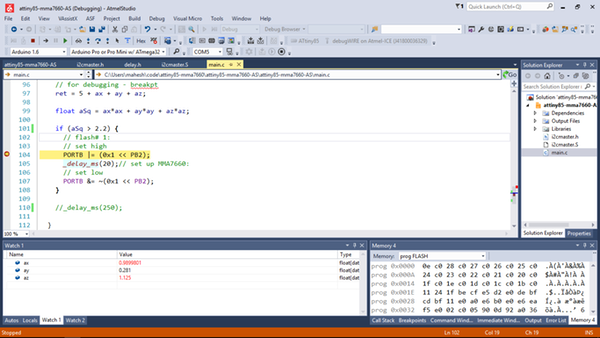 attiny85-mma7660-AS (Debugging) - AtmelStudio
Quick Launch (Ctrl+Q)
File Edit View VAssistX ASF Project Build Debug Micro Tools Window Help
Debug Browser
Hex
ATtiny85 debugWIRE on Atmel-ICE
Arduino 1.6 Arduino Pro or Pro Mini w/ ATmega32 COM5
attiny85-mma7660-AS i2cmaster.h delay.h i2cmaster.S main.c
main.c C:\Users\mahesh\code\attiny85-mma7660\attiny85-mma7660-AS\attiny85-mma7660-AS\main.c Go
96 // for debugging - breakpt
97 ret = 5 + ax + ay + az;
98
99 float aSq = ax*ax + ay*ay + az*az;
100
101 if (aSq > 2.2) {
102 // flash# 1:
103 // set high
104 PORTB |= (0x1 << PB2);
105 _delay_ms(20);// set up MMA7660:
106 // set low
107 PORTB &= ~(0x1 << PB2);
108 }
109
110 //_delay_ms(250);
111
112 }
100 %
Solution Explorer
Solution 'attiny85-mma766
attiny85-mma7660-AS
Dependencies
Output Files
Libraries
i2cmaster.h
i2cmaster.S
main.c
Solution Explorer Properties
Watch 1
Name Value Type
ax 0.8899801 float{dat
ay 0.281 float{dat
az 1.125 float{dat
Autos Locals Watch 1 Watch 2
Memory 4
Memory: prog FLASH
prog 0x0000 0e c0 28 c0 27 c0 26 c0 25 c0
prog 0x000A 24 c0 23 c0 22 c0 21 c0 20 c0
prog 0x0014 1f c0 1e c0 1d c0 1c c0 1b c0
prog 0x001E 11 24 1f be cf e5 d2 e0 de bf
prog 0x0028 cd bf 11 e0 a0 e6 b0 e0 e6 ea
prog 0x0032 f5 e0 02 c0 05 90 0d 92 a0 36
Call Stack Breakpoints Command Wind... Immediate Win... Output Error List Memory 4
Stopped Ln 102 Col 19 Ch 19 INS